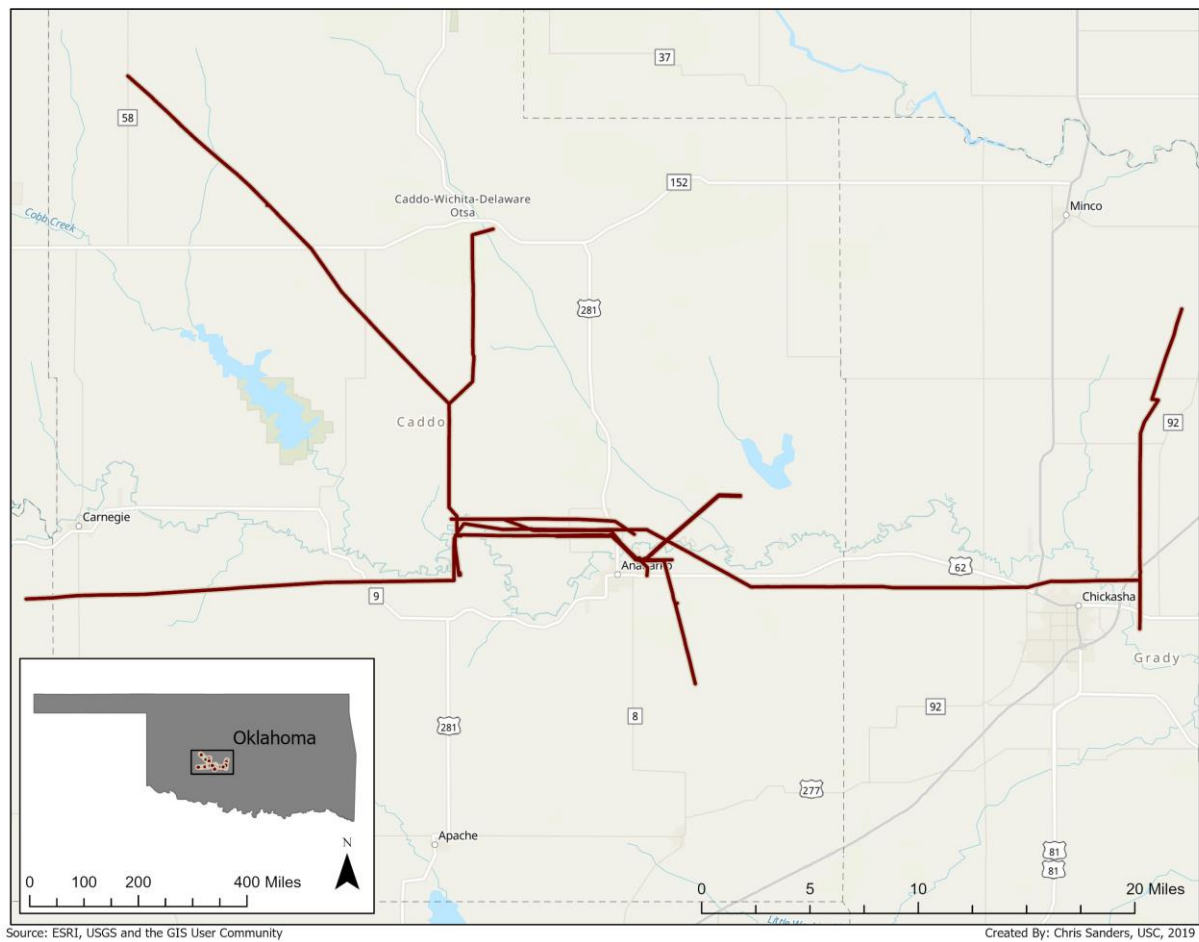 37
58
152
Caddo-Wichita-Delaware
Otsa
Minco
Cobb Creek
281
92
Caddo
Carnegie
62
9
Chickasha
Grady
Oklahoma
281
8
92
277
N
Apache
81
81
0 100 200 400 Miles
0 5 10 20 Miles
Source: ESRI, USGS and the GIS User Community
Created By: Chris Sanders, USC, 2019